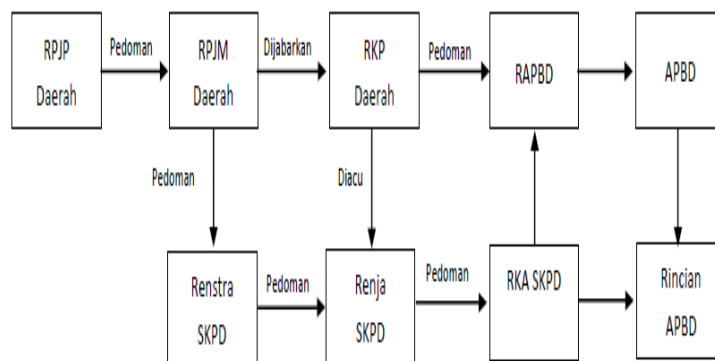 RPJP
Daerah
Pedoman
RPJM
Daerah
Dijabarkan
RKP
Daerah
Pedoman
RAPBD
APBD
Pedoman
Diacu
Renstra
SKPD
Pedoman
Renja
SKPD
Pedoman
RKA SKPD
Rincian
APBD